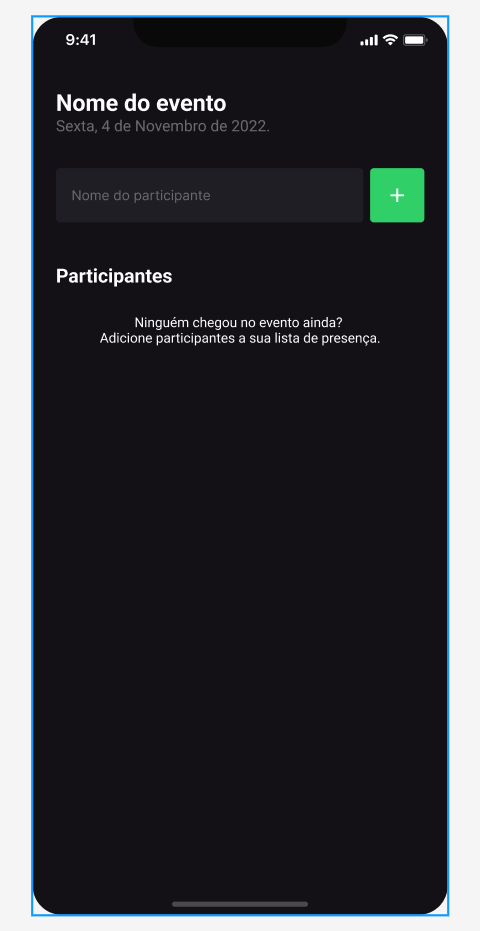 9:41
Nome do evento
Sexta, 4 de Novembro de 2022.
Nome do participante
+
Participantes
Ninguém chegou no evento ainda?
Adicione participantes a sua lista de presença.